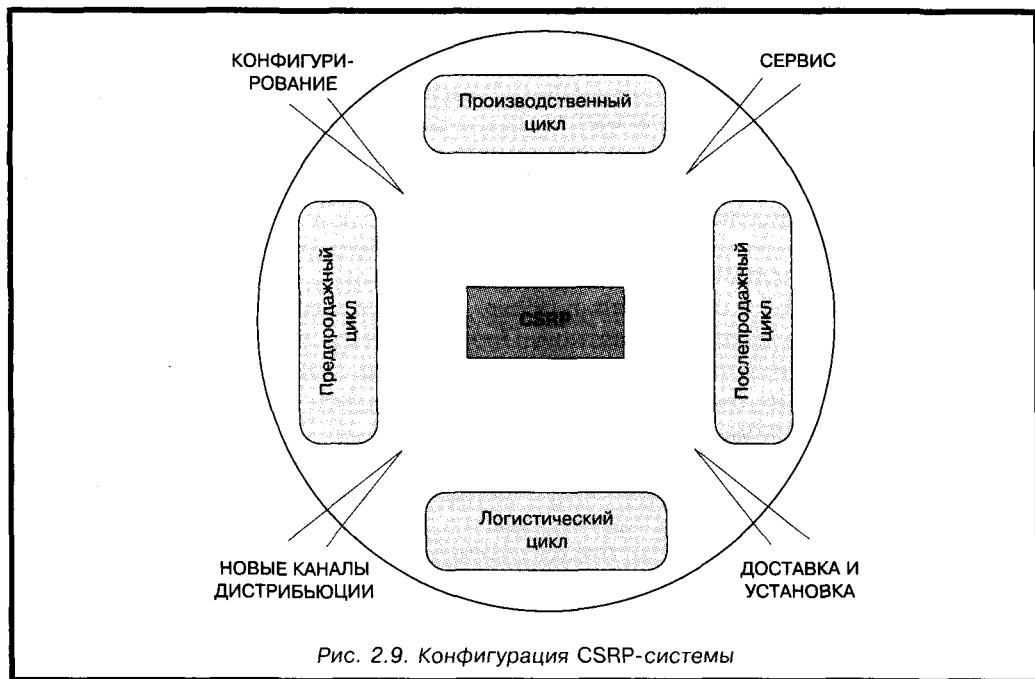 КОНФИГУРИ-
РОВАНИЕ
СЕРВИС
Производственный
цикл
Предпродажный
цикл
CSRP
Послепродажный
цикл
Логистический
цикл
НОВЫЕ КАНАЛЫ
ДИСТРИБЬЮЦИИ
ДОСТАВКА И
УСТАНОВКА
Рис. 2.9. Конфигурация CSRP-системы